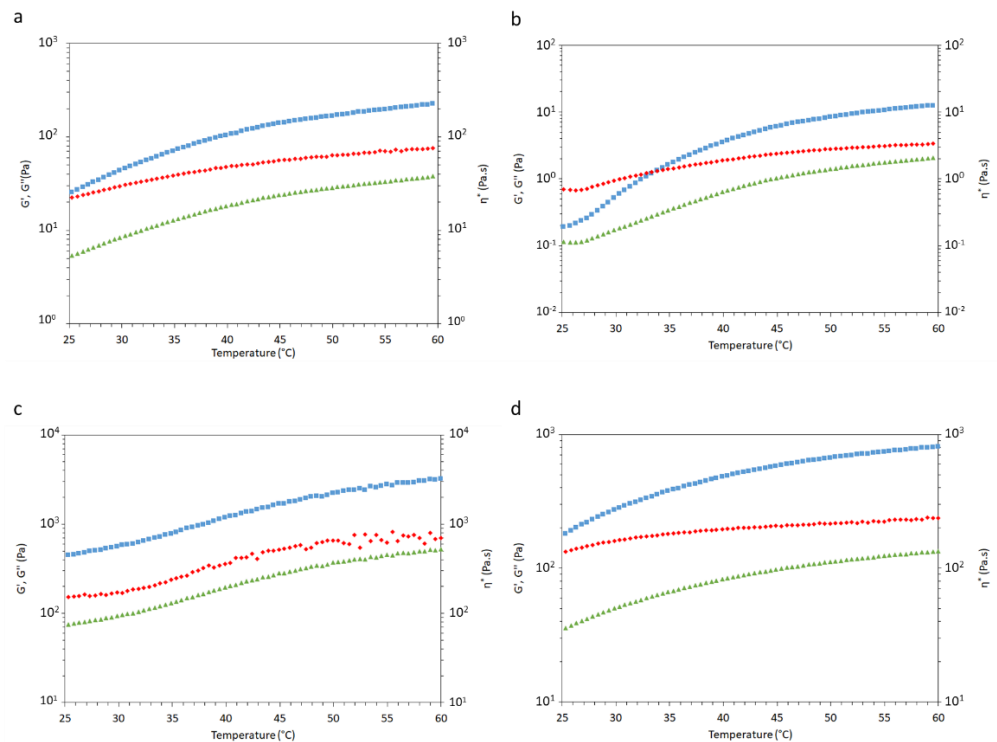 a
10³
10²
10¹
10⁰
G', G''(Pa)
10³
10²
10¹
10⁰
η* (Pa.s)
25 30 35 40 45 50 55 60
Temperature (°C)
b
10²
10¹
10⁰
10⁻¹
10⁻²
G', G'' (Pa)
10²
10¹
10⁰
10⁻¹
10⁻²
η* (Pa.s)
25 30 35 40 45 50 55 60
Temperature (°C)
c
10⁴
10³
10²
10¹
G', G'' (Pa)
10⁴
10³
10²
10¹
η* (Pa.s)
25 30 35 40 45 50 55 60
Temperature (°C)
d
10³
10²
10¹
G', G'' (Pa)
10³
10²
10¹
η* (Pa.s)
25 30 35 40 45 50 55 60
Temperature (°C)